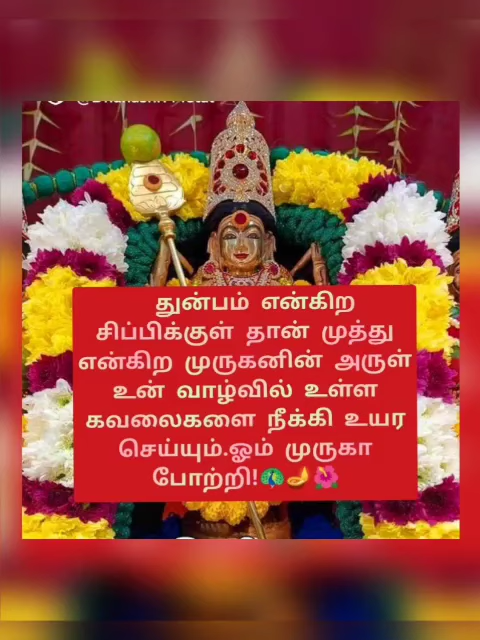 துன்பம் என்கிற
சிப்பிக்குள் தான் முத்து
என்கிற முருகனின் அருள்
உன் வாழ்வில் உள்ள
கவலைகளை நீக்கி உயர
செய்யும்.ஓம் முருகா
போற்றி!🦚🪔🌺